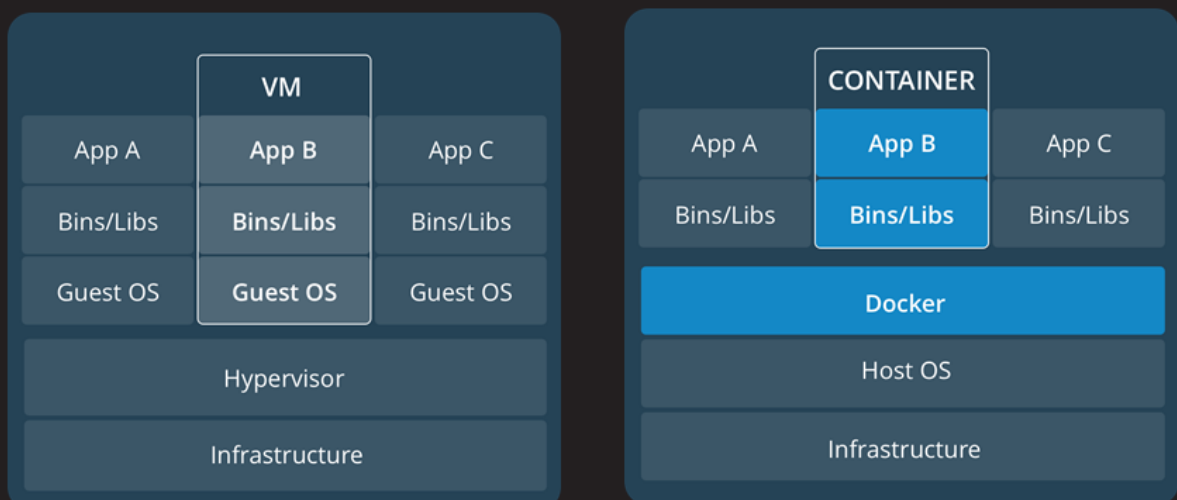 VM
App A
App B
App C
Bins/Libs
Bins/Libs
Bins/Libs
Guest OS
Guest OS
Guest OS
Hypervisor
Infrastructure
CONTAINER
App A
App B
App C
Bins/Libs
Bins/Libs
Bins/Libs
Docker
Host OS
Infrastructure